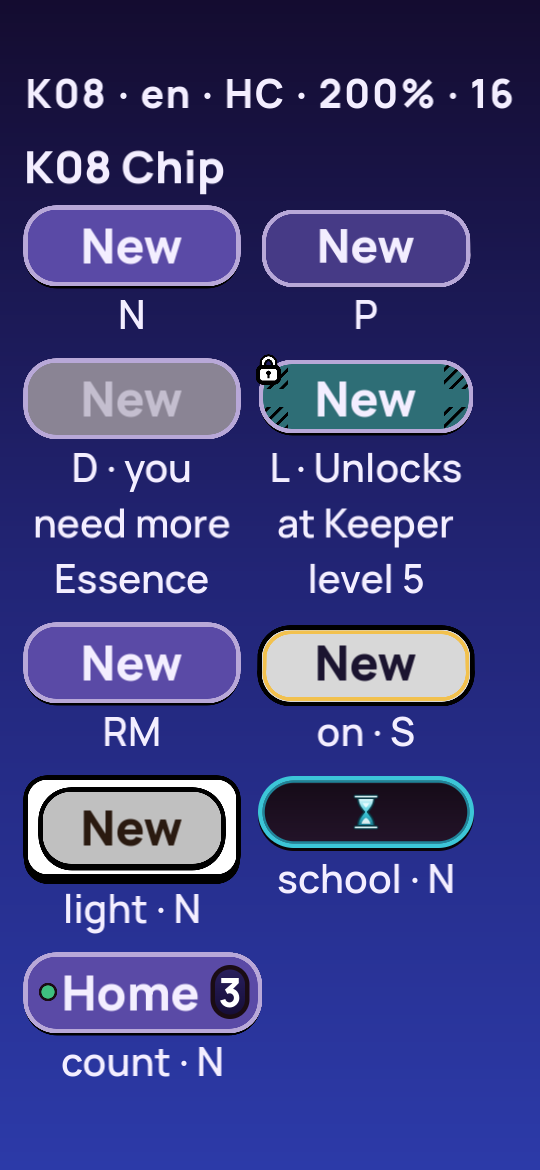 K08 · en · HC · 200% · 16
K08 Chip
New
New
N
P
New
New
D · you
need more
Essence
L · Unlocks
at Keeper
level 5
New
New
RM
on · S
New
light · N
school · N
Home 3
count · N